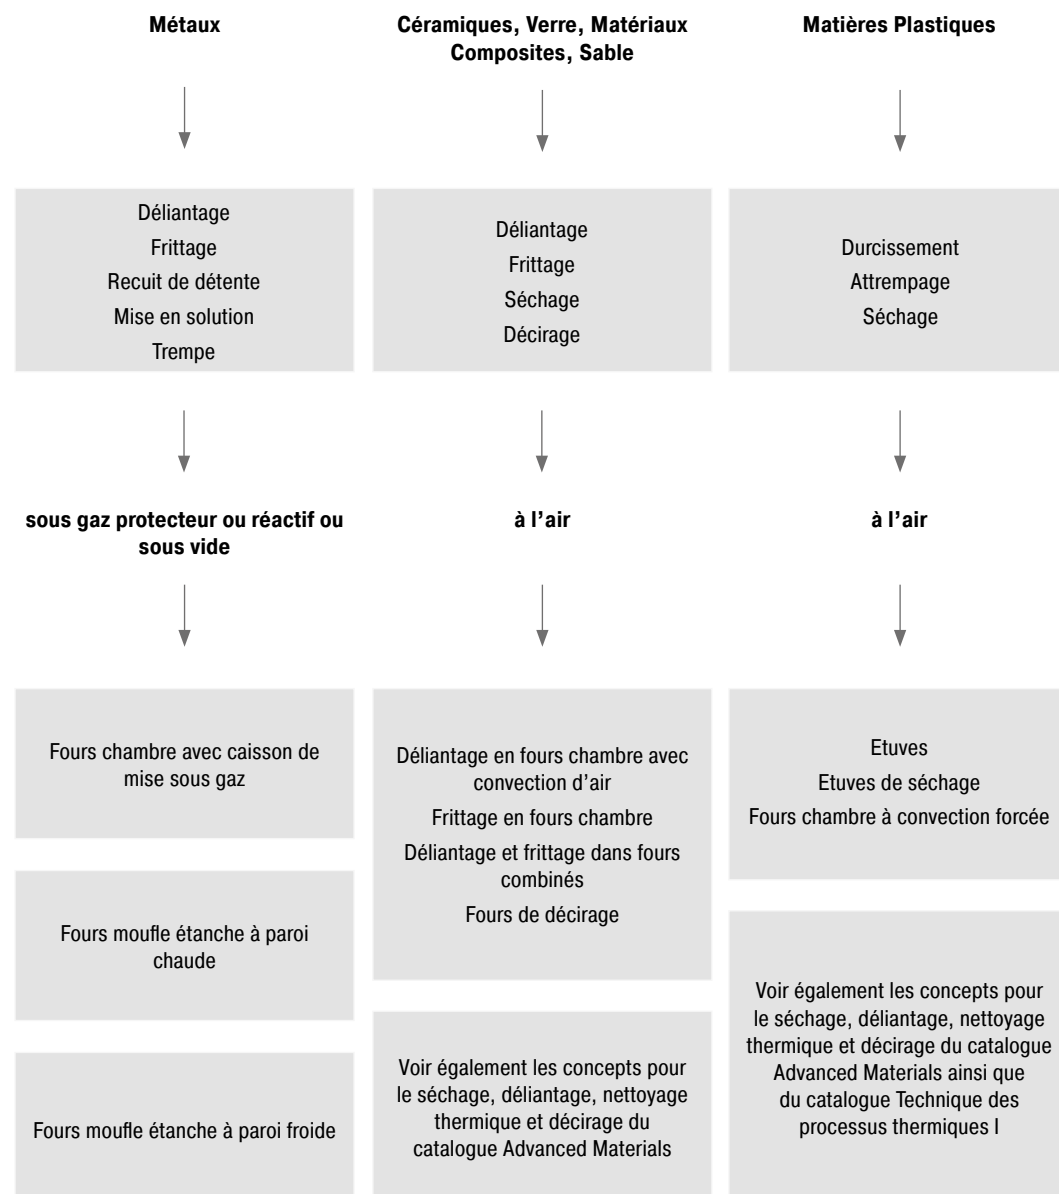 Métaux
Céramiques, Verre, Matériaux
Composites, Sable
Matières Plastiques
Déliantage
Frittage
Recuit de détente
Mise en solution
Trempe
Déliantage
Frittage
Séchage
Décirage
Durcissement
Attrempage
Séchage
sous gaz protecteur ou réactif ou
sous vide
à l'air
à l'air
Fours chambre avec caisson de
mise sous gaz
Fours moufle étanche à paroi
chaude
Fours moufle étanche à paroi froide
Déliantage en fours chambre avec
convection d'air
Frittage en fours chambre
Déliantage et frittage dans fours
combinés
Fours de décirage
Voir également les concepts pour
le séchage, déliantage, nettoyage
thermique et décirage du
catalogue Advanced Materials
Etuves
Etuves de séchage
Fours chambre à convection forcée
Voir également les concepts pour
le séchage, déliantage, nettoyage
thermique et décirage du catalogue
Advanced Materials ainsi que
du catalogue Technique des
processus thermiques I